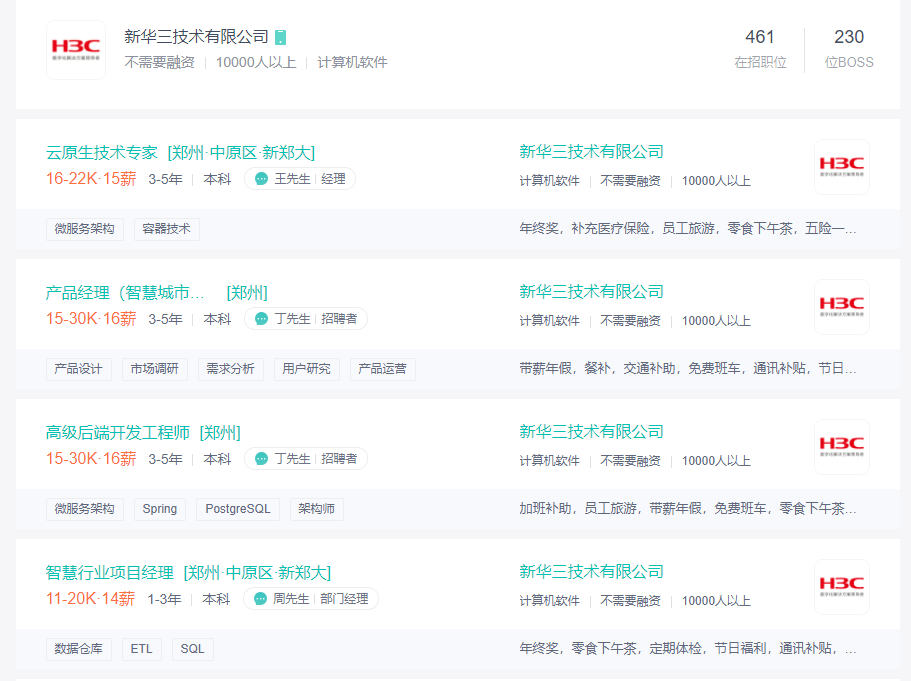 H3C
新华三技术有限公司
461
230
不需要融资 10000人以上 计算机软件
在招职位
位BOSS
云原生技术专家 [郑州·中原区·新郑大]
16-22K·15薪 3-5年 本科 王先生 经理
新华三技术有限公司
计算机软件 不需要融资 10000人以上
H3C
微服务架构 容器技术
年终奖，补充医疗保险，员工旅游，零食下午茶，五险一...
产品经理（智慧城市... [郑州]
15-30K·16薪 3-5年 本科 丁先生 招聘者
新华三技术有限公司
计算机软件 不需要融资 10000人以上
H3C
产品设计 市场调研 需求分析 用户研究 产品运营
带薪年假，餐补，交通补助，免费班车，通讯补贴，节日...
高级后端开发工程师 [郑州]
15-30K·16薪 3-5年 本科 丁先生 招聘者
新华三技术有限公司
计算机软件 不需要融资 10000人以上
H3C
微服务架构 Spring PostgreSQL 架构师
加班补助，员工旅游，带薪年假，免费班车，零食下午茶...
智慧行业项目经理 [郑州·中原区·新郑大]
11-20K·14薪 1-3年 本科 周先生 部门经理
新华三技术有限公司
计算机软件 不需要融资 10000人以上
H3C
数据仓库 ETL SQL
年终奖，零食下午茶，定期体检，节日福利，通讯补贴，...